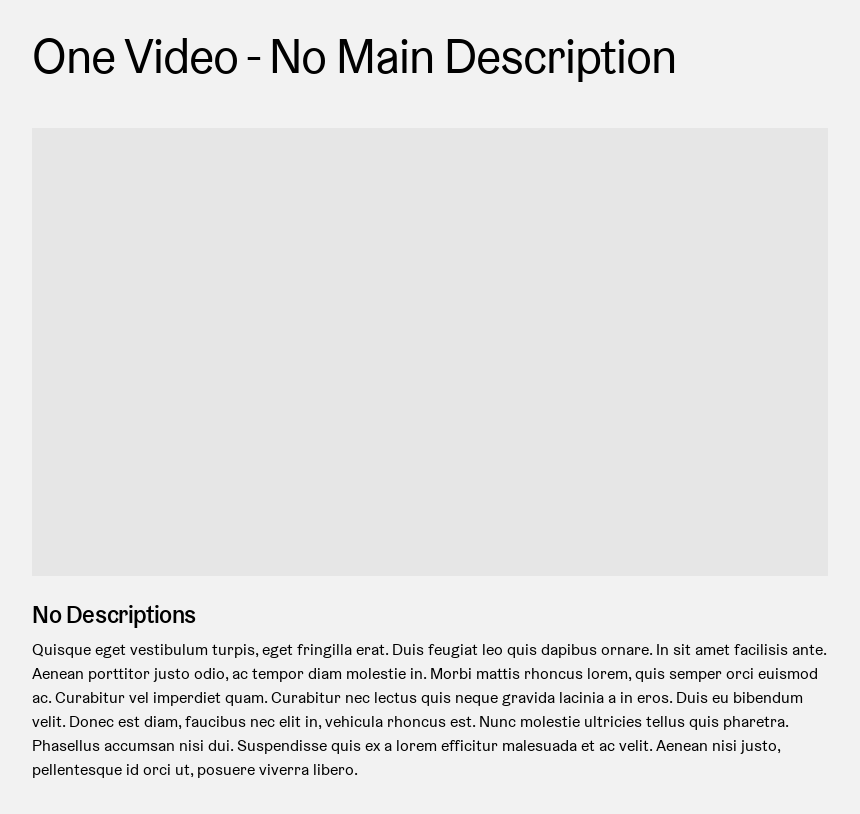 One Video - No Main Description
No Descriptions
Quisque eget vestibulum turpis, eget fringilla erat. Duis feugiat leo quis dapibus ornare. In sit amet facilisis ante.
Aenean porttitor justo odio, ac tempor diam molestie in. Morbi mattis rhoncus lorem, quis semper orci euismod
ac. Curabitur vel imperdiet quam. Curabitur nec lectus quis neque gravida lacinia a in eros. Duis eu bibendum
velit. Donec est diam, faucibus nec elit in, vehicula rhoncus est. Nunc molestie ultricies tellus quis pharetra.
Phasellus accumsan nisi dui. Suspendisse quis ex a lorem efficitur malesuada et ac velit. Aenean nisi justo,
pellentesque id orci ut, posuere viverra libero.